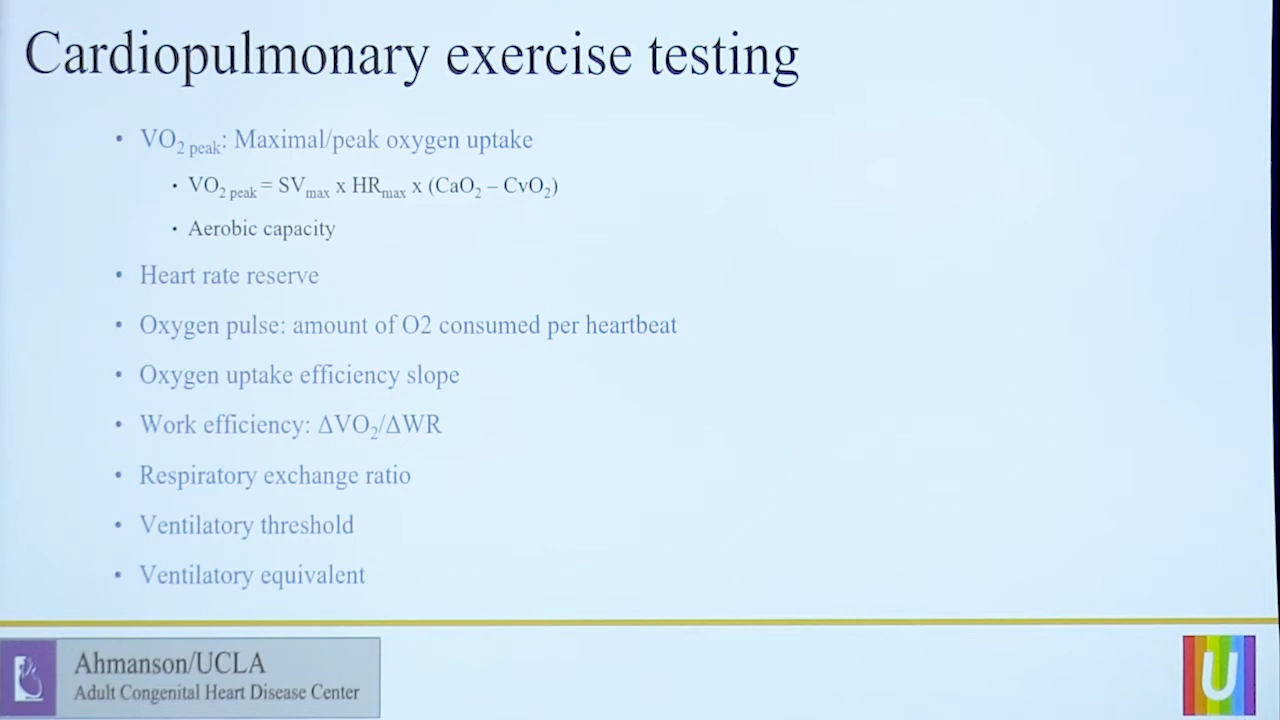 Cardiopulmonary exercise testing
• VO₂ peak: Maximal/peak oxygen uptake
• VO₂ peak = SVmax x HRmax x (CaO₂ – CvO₂)
• Aerobic capacity
• Heart rate reserve
• Oxygen pulse: amount of O2 consumed per heartbeat
• Oxygen uptake efficiency slope
• Work efficiency: ΔVO₂/ΔWR
• Respiratory exchange ratio
• Ventilatory threshold
• Ventilatory equivalent
Ahmanson/UCLA
Adult Congenital Heart Disease Center
U